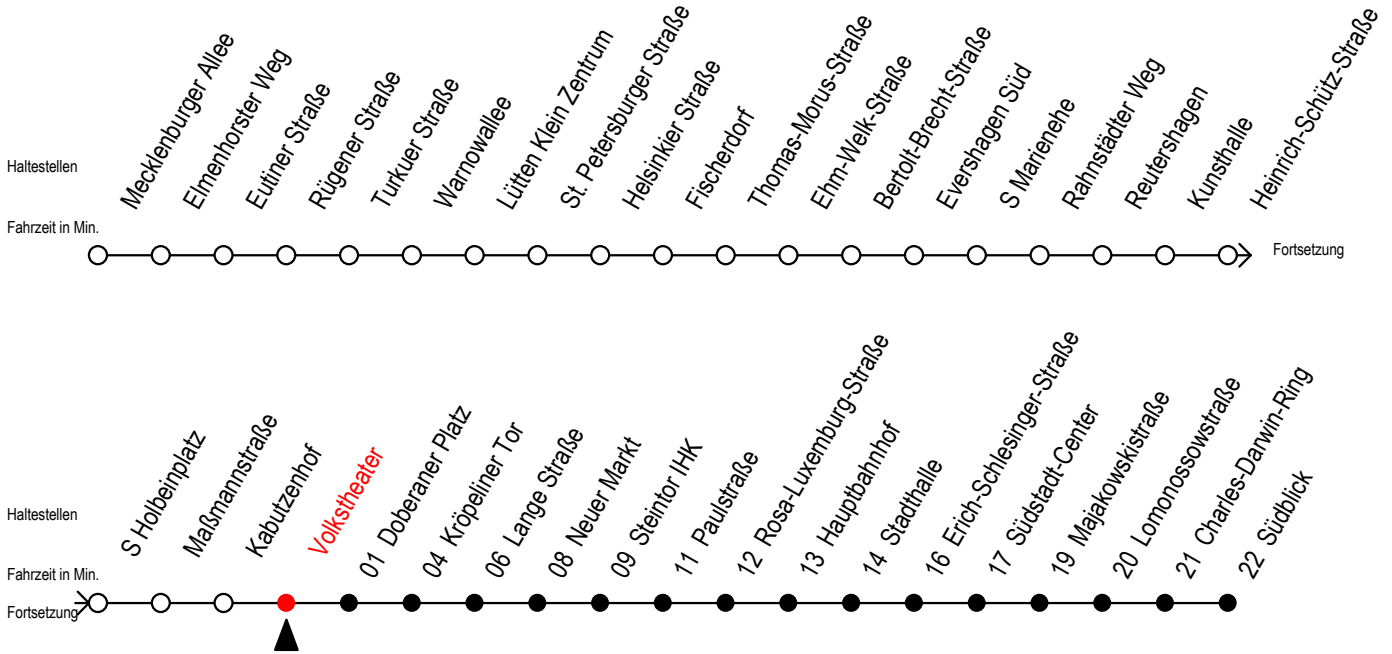 Haltestellen
Mecklenburger Allee
Elmenhorster Weg
Eutiner Straße
Rügener Straße
Turkuer Straße
Warnowallee
Lütten Klein Zentrum
St. Petersburger Straße
Helsinkier Straße
Fischerdorf
Thomas-Morus-Straße
Ehm-Welk-Straße
Bertolt-Brecht-Straße
Evershagen Süd
S Marienehe
Rahnstädter Weg
Reutershagen
Kunsthalle
Heinrich-Schütz-Straße
Fahrzeit in Min.
Fortsetzung
Haltestellen
S Holbeinplatz
Maßmannstraße
Kabutzenhof
Volkstheater
01 Doberaner Platz
04 Kröpeliner Tor
06 Lange Straße
08 Neuer Markt
09 Steintor IHK
11 Paulstraße
12 Rosa-Luxemburg-Straße
13 Hauptbahnhof
14 Stadthalle
16 Erich-Schlesinger-Straße
17 Südstadt-Center
19 Majakowskistraße
20 Lomonossowstraße
21 Charles-Darwin-Ring
22 Südblick
Fahrzeit in Min.
Fortsetzung